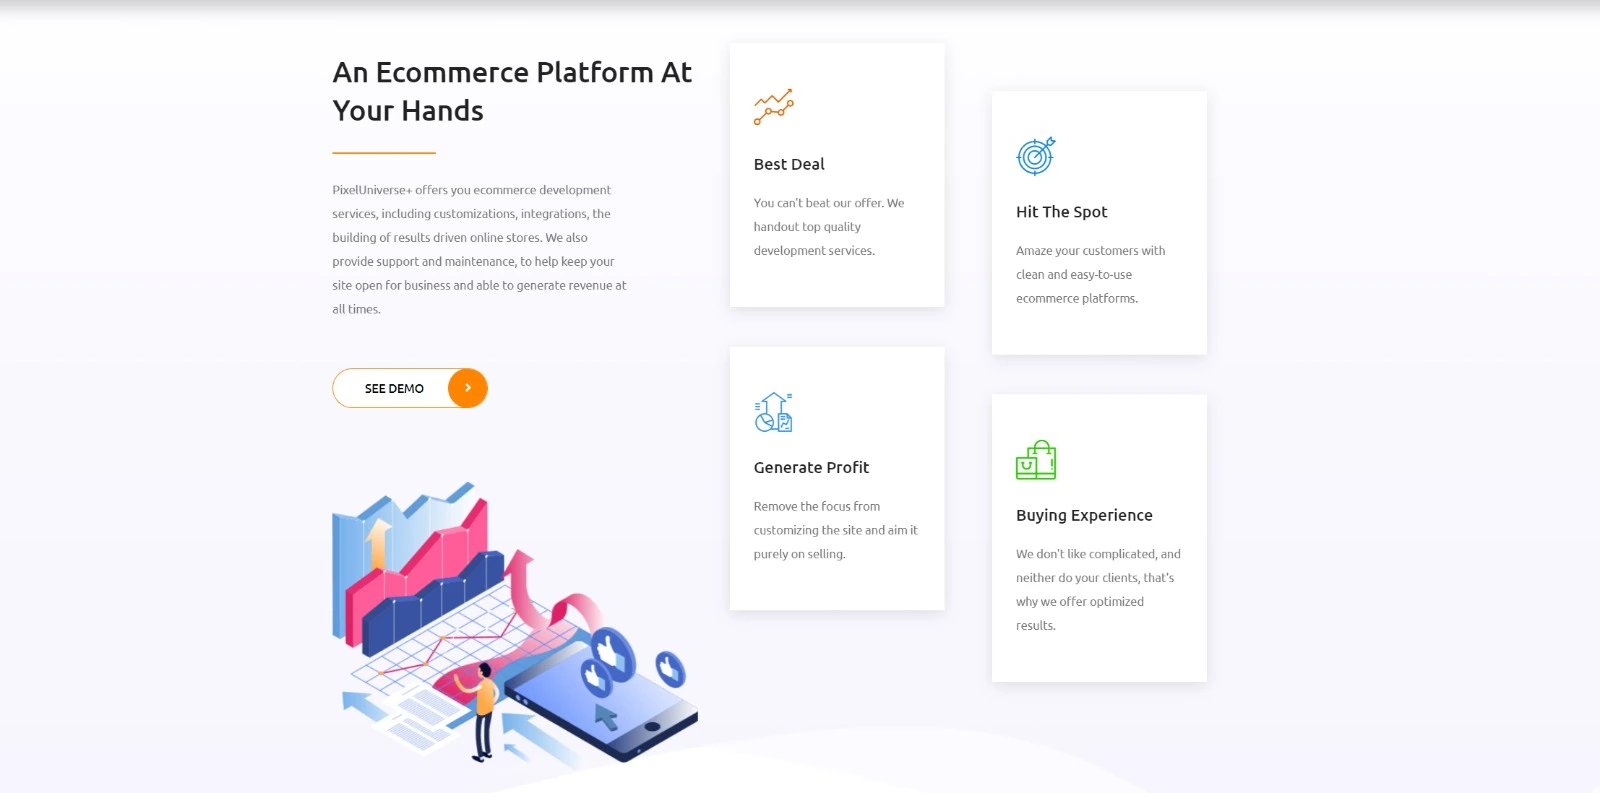 An Ecommerce Platform At
Your Hands
PixelUniverse+ offers you ecommerce development
services, including customizations, integrations, the
building of results driven online stores. We also
provide support and maintenance, to help keep your
site open for business and able to generate revenue at
all times.
SEE DEMO
Best Deal
You can't beat our offer. We
handout top quality
development services.
Hit The Spot
Amaze your customers with
clean and easy-to-use
ecommerce platforms.
Generate Profit
Remove the focus from
customizing the site and aim it
purely on selling.
Buying Experience
We don't like complicated, and
neither do your clients, that's
why we offer optimized
results.